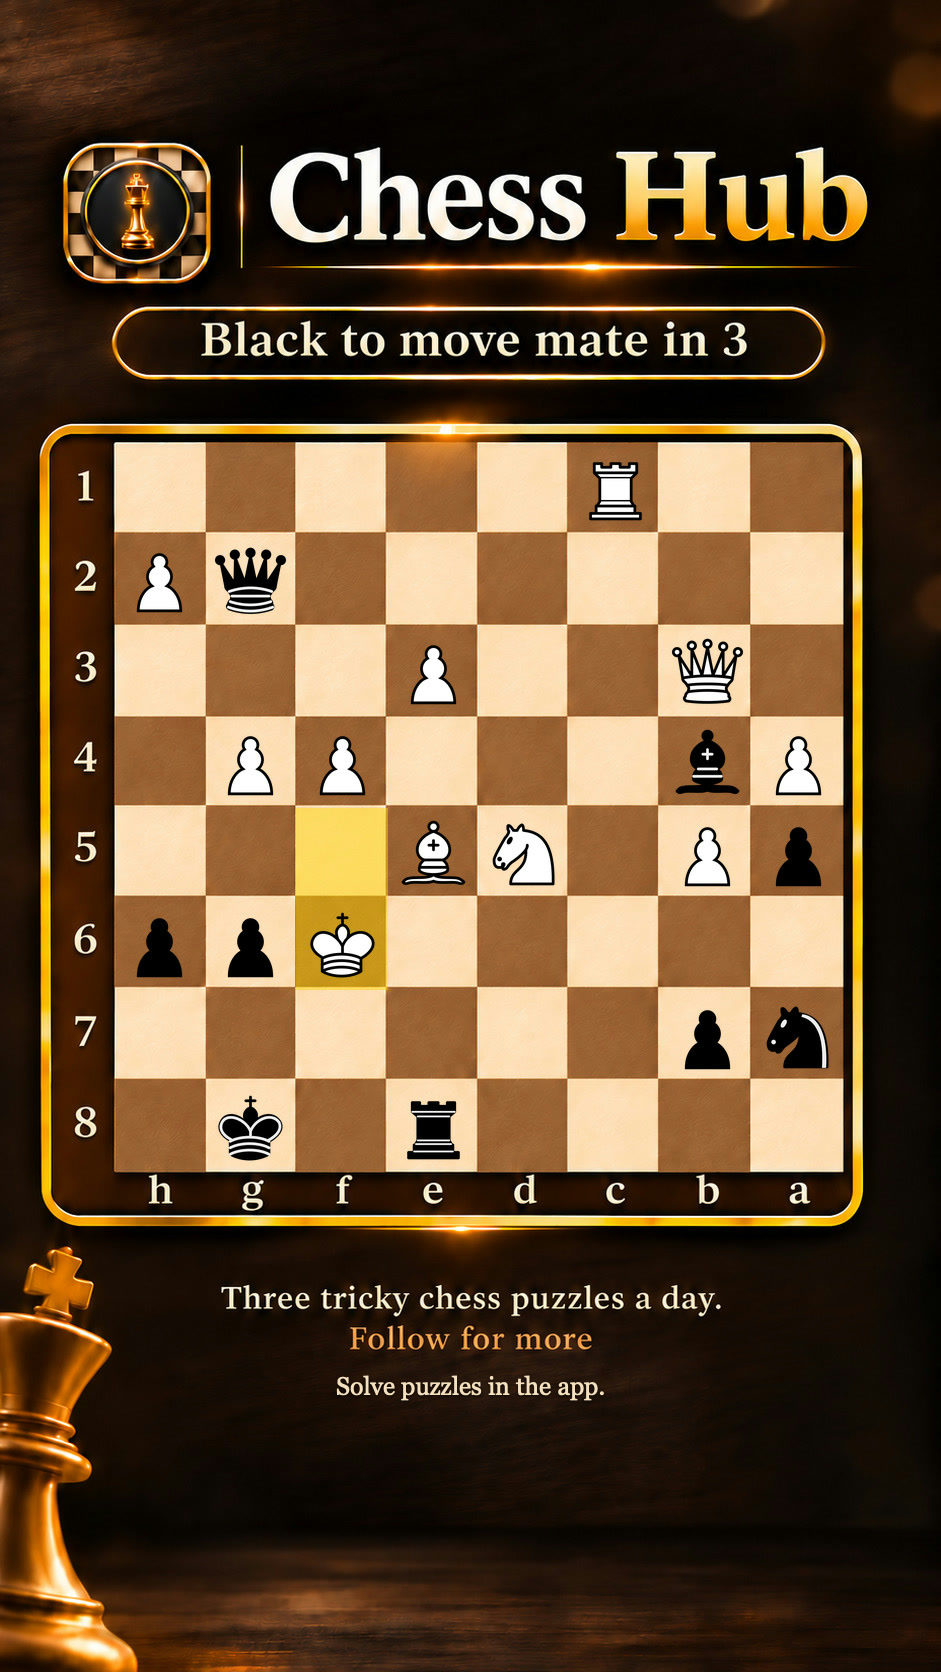 Chess Hub
Black to move mate in 3
1
2
3
4
5
6
7
8
h g f e d c b a
Three tricky chess puzzles a day.
Follow for more
Solve puzzles in the app.